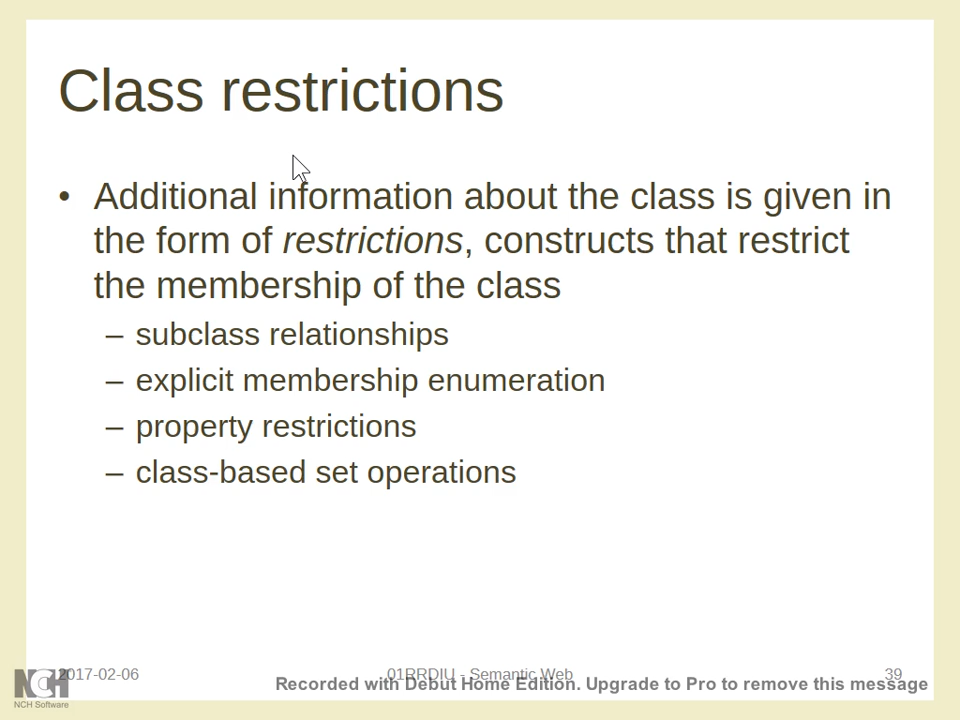 Class restrictions
• Additional information about the class is given in
the form of restrictions, constructs that restrict
the membership of the class
– subclass relationships
– explicit membership enumeration
– property restrictions
– class-based set operations
2017-02-06
01RRDIU - Semantic Web
39
NCH
NCH Software
Recorded with Debut Home Edition. Upgrade to Pro to remove this message